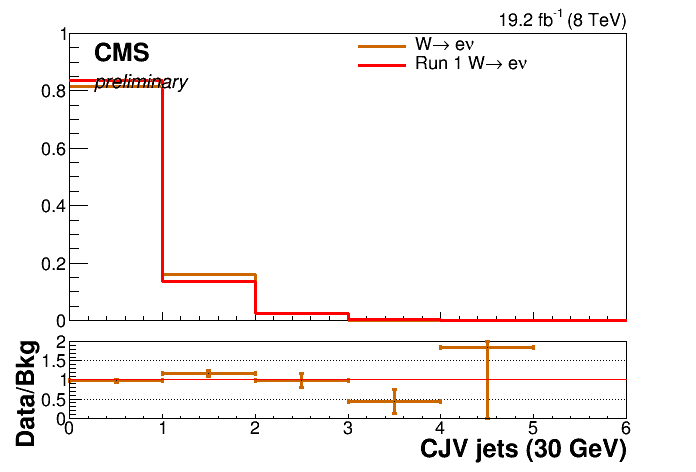 19.2 fb⁻¹ (8 TeV)
CMS
preliminary
W→ eν
Run 1 W→ eν
1
0.8
0.6
0.4
0.2
0
Data/Bkg
2
1.5
1
0.5
0
0 1 2 3 4 5 6
CJV jets (30 GeV)